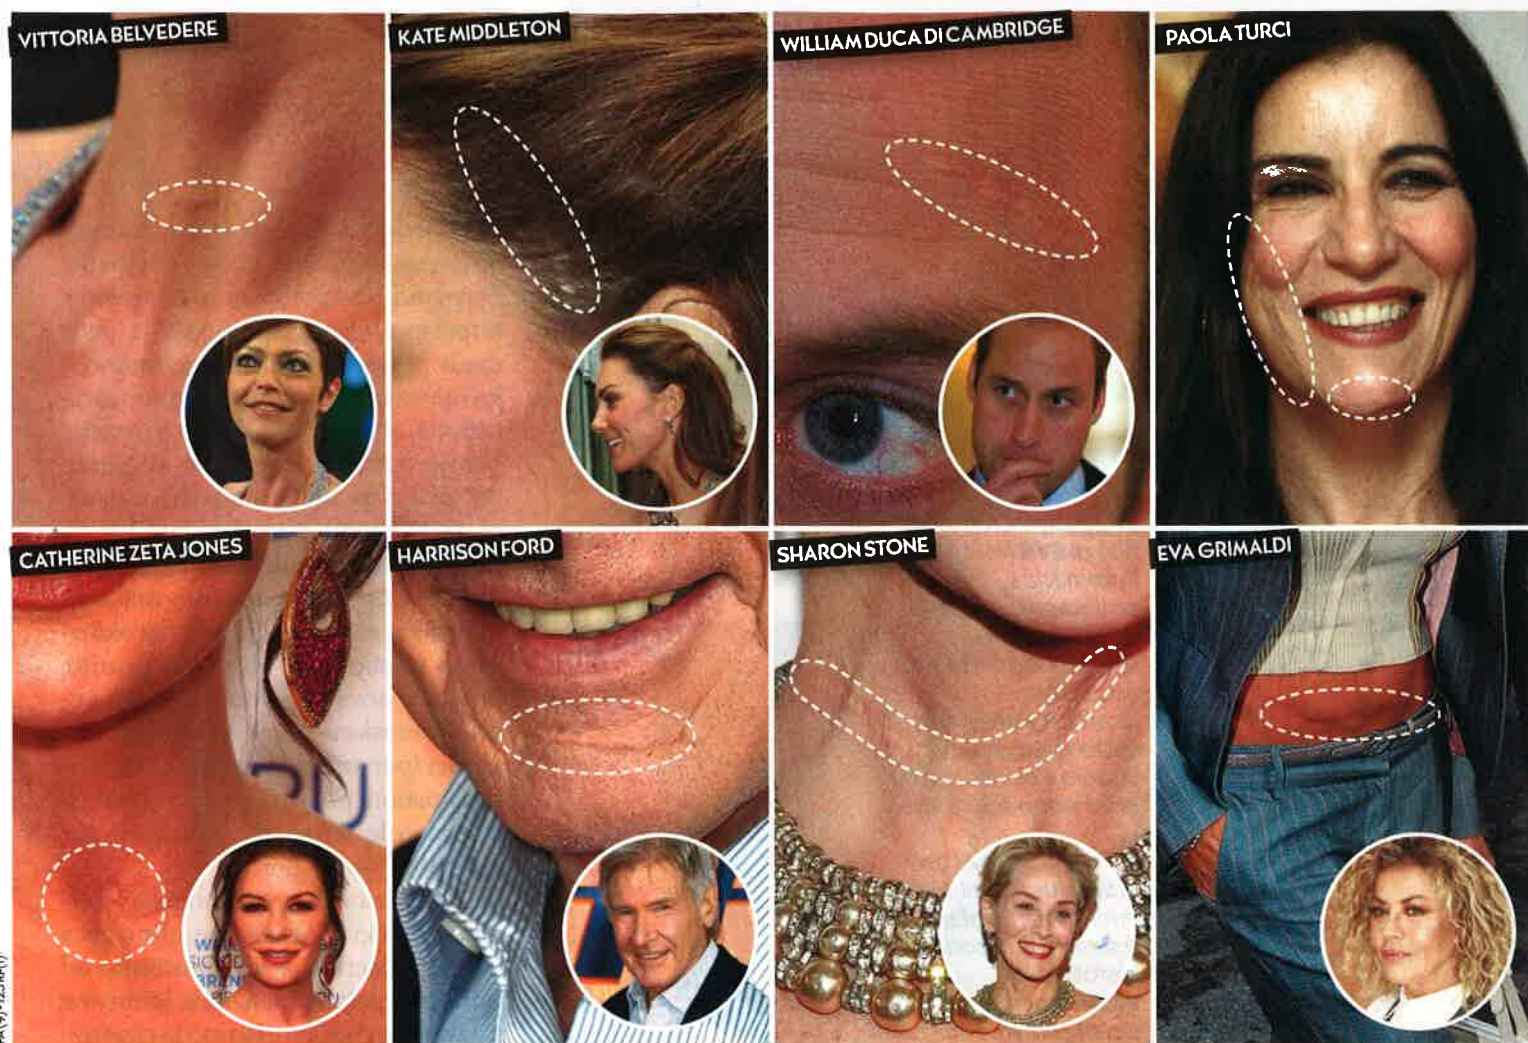 VITTORIA BELVEDERE
KATE MIDDLETON
WILLIAM DUCA DI CAMBRIDGE
PAOLA TURCI
CATHERINE ZETA JONES
HARRISON FORD
SHARON STONE
EVA GRIMALDI
PU